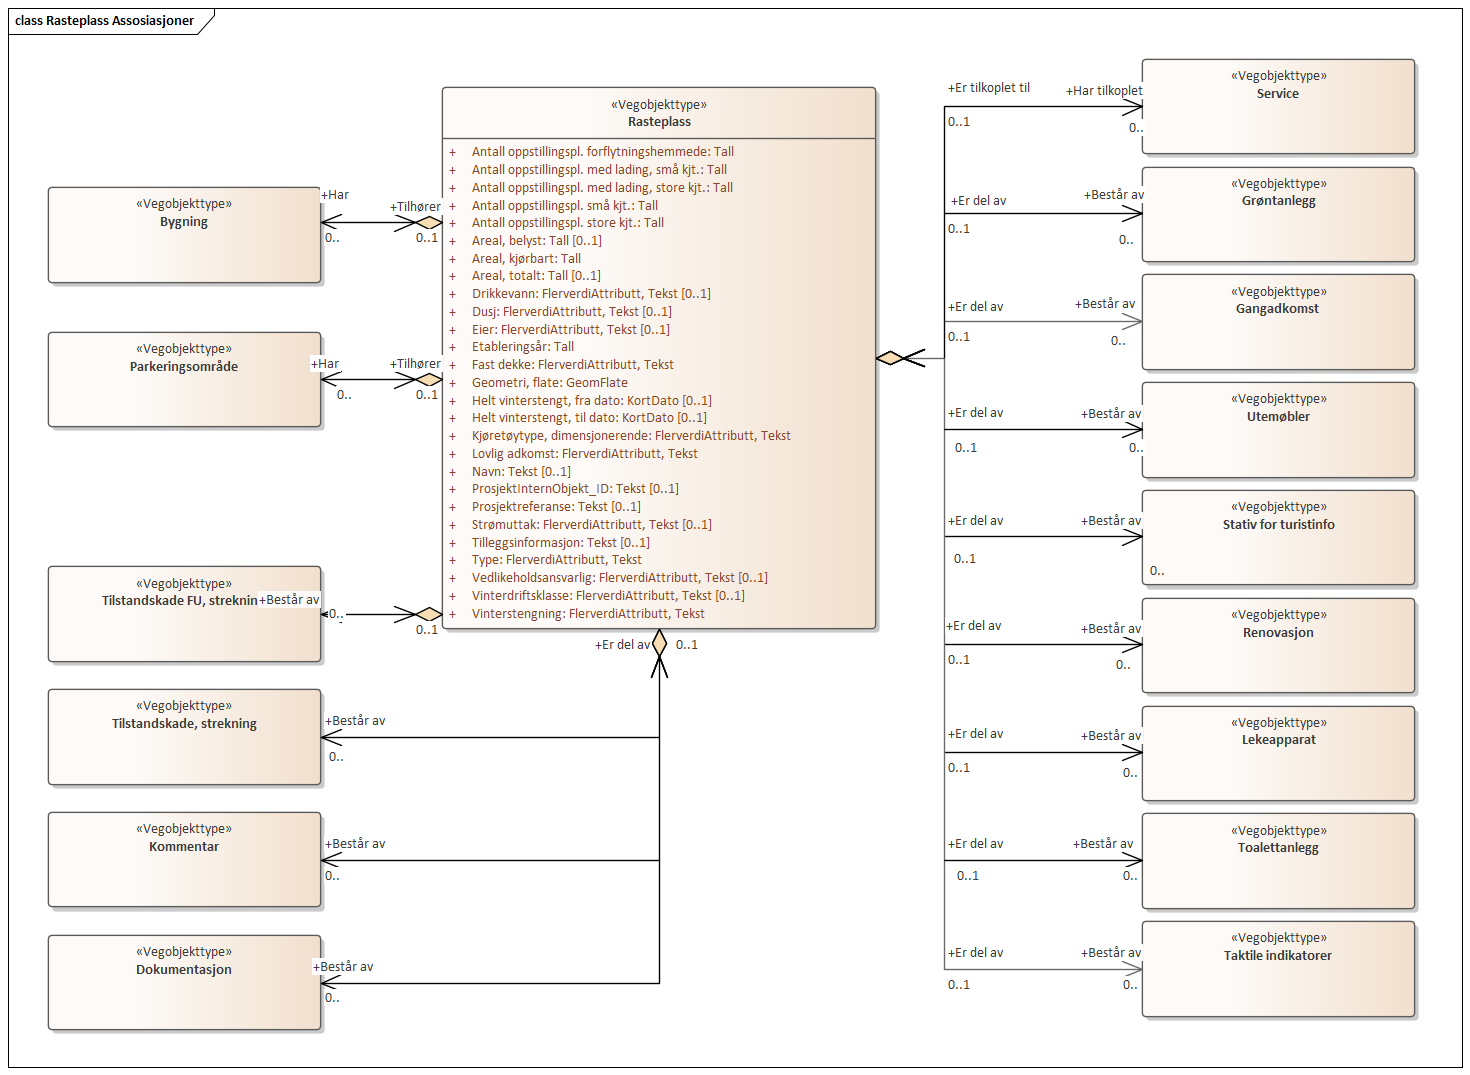 class Rasteplass Assosiasjoner
«Vegobjekttype»
Rasteplass
+ Antall oppstillingspl. forflytningshemmede: Tall
+ Antall oppstillingspl. med lading, små kjt.: Tall
+ Antall oppstillingspl. med lading, store kjt.: Tall
+ Antall oppstillingspl. små kjt.: Tall
+ Antall oppstillingspl. store kjt.: Tall
+ Areal, belyst: Tall [0..1]
+ Areal, kjørbart: Tall
+ Areal, totalt: Tall [0..1]
+ Drikkevann: FlerverdiAttributt, Tekst [0..1]
+ Dusj: FlerverdiAttributt, Tekst [0..1]
+ Eier: FlerverdiAttributt, Tekst [0..1]
+ Etableringsår: Tall
+ Fast dekke: FlerverdiAttributt, Tekst
+ Geometri, flate: GeomFlate
+ Helt vinterstengt, fra dato: KortDato [0..1]
+ Helt vinterstengt, til dato: KortDato [0..1]
+ Kjøretøytype, dimensjonerende: FlerverdiAttributt, Tekst
+ Lovlig adkomst: FlerverdiAttributt, Tekst
+ Navn: Tekst [0..1]
+ ProsjektInternObjekt_ID: Tekst [0..1]
+ Prosjektreferanse: Tekst [0..1]
+ Strømuttak: FlerverdiAttributt, Tekst [0..1]
+ Tilleggsinformasjon: Tekst [0..1]
+ Type: FlerverdiAttributt, Tekst
+ Vedlikeholdsansvarlig: FlerverdiAttributt, Tekst [0..1]
+ Vinterdriftsklasse: FlerverdiAttributt, Tekst [0..1]
+ Vinterstengning: FlerverdiAttributt, Tekst
«Vegobjekttype»
Bygning
+Har
0..
+Tilhører
0..1
«Vegobjekttype»
Parkeringsområde
+Har
0..
+Tilhører
0..1
«Vegobjekttype»
Tilstandskade FU, streknin
+Består av
0..
0..1
+Er del av
0..1
«Vegobjekttype»
Tilstandskade, strekning
+Består av
0..
«Vegobjekttype»
Kommentar
+Består av
0..
«Vegobjekttype»
Dokumentasjon
+Består av
0..
+Er tilkoplet til
0..1
+Har tilkoplet
0..
«Vegobjekttype»
Service
+Er del av
0..1
+Består av
0..
«Vegobjekttype»
Grøntanlegg
+Er del av
0..1
+Består av
0..
«Vegobjekttype»
Gangadkomst
+Er del av
0..1
+Består av
0..
«Vegobjekttype»
Utemøbler
+Er del av
0..1
+Består av
0..
«Vegobjekttype»
Stativ for turistinfo
+Er del av
0..1
+Består av
0..
«Vegobjekttype»
Renovasjon
+Er del av
0..1
+Består av
0..
«Vegobjekttype»
Lekeapparat
+Er del av
0..1
+Består av
0..
«Vegobjekttype»
Toalettanlegg
+Er del av
0..1
+Består av
0..
«Vegobjekttype»
Taktile indikatorer